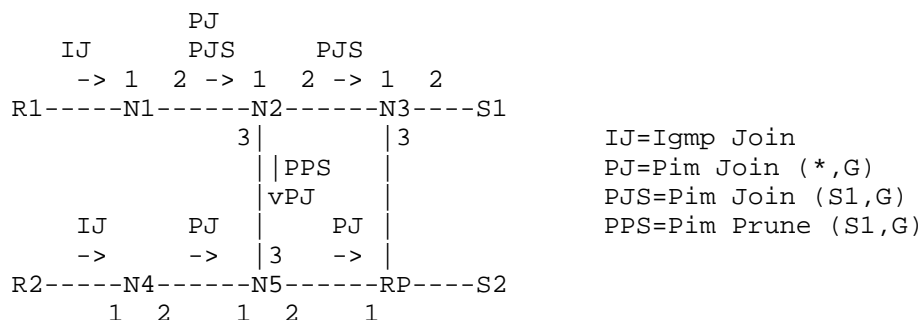 PJ
IJ PJS PJS
-> 1 2 -> 1 2 -> 1 2
R1-----N1------N2------N3----S1
3| |3 IJ=Igmp Join
||PPS | PJ=Pim Join (*,G)
|vPJ | PJS=Pim Join (S1,G)
IJ PJ | PJ | PPS=Pim Prune (S1,G)
-> -> |3 -> |
R2-----N4------N5------RP----S2
1 2 1 2 1